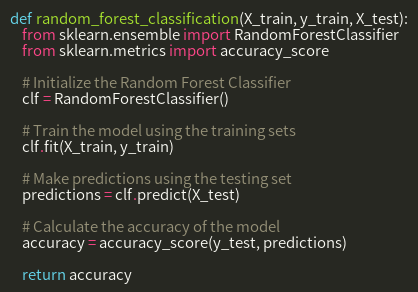 def random_forest_classification(X_train, y_train, X_test):
from sklearn.ensemble import RandomForestClassifier
from sklearn.metrics import accuracy_score
# Initialize the Random Forest Classifier
clf = RandomForestClassifier()
# Train the model using the training sets
clf.fit(X_train, y_train)
# Make predictions using the testing set
predictions = clf.predict(X_test)
# Calculate the accuracy of the model
accuracy = accuracy_score(y_test, predictions)
return accuracy